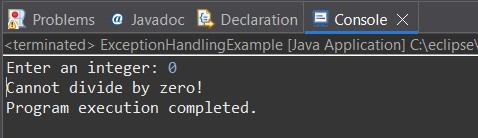 Problems @ Javadoc Declaration Console
<terminated> ExceptionHandlingExample [Java Application] C:\eclipse\
Enter an integer: 0
Cannot divide by zero!
Program execution completed.